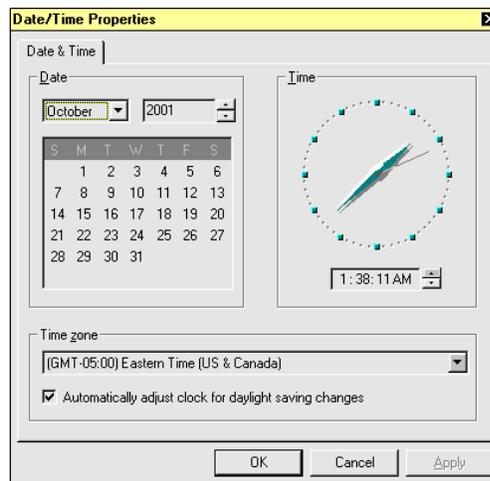 Date/Time Properties
Date & Time
Date
October 2001
S M T W T F S
1 2 3 4 5 6
7 8 9 10 11 12 13
14 15 16 17 18 19 20
21 22 23 24 25 26 27
28 29 30 31
Time
1:38:11 AM
Time zone
(GMT-05:00) Eastern Time (US & Canada)
Automatically adjust clock for daylight saving changes
OK Cancel Apply